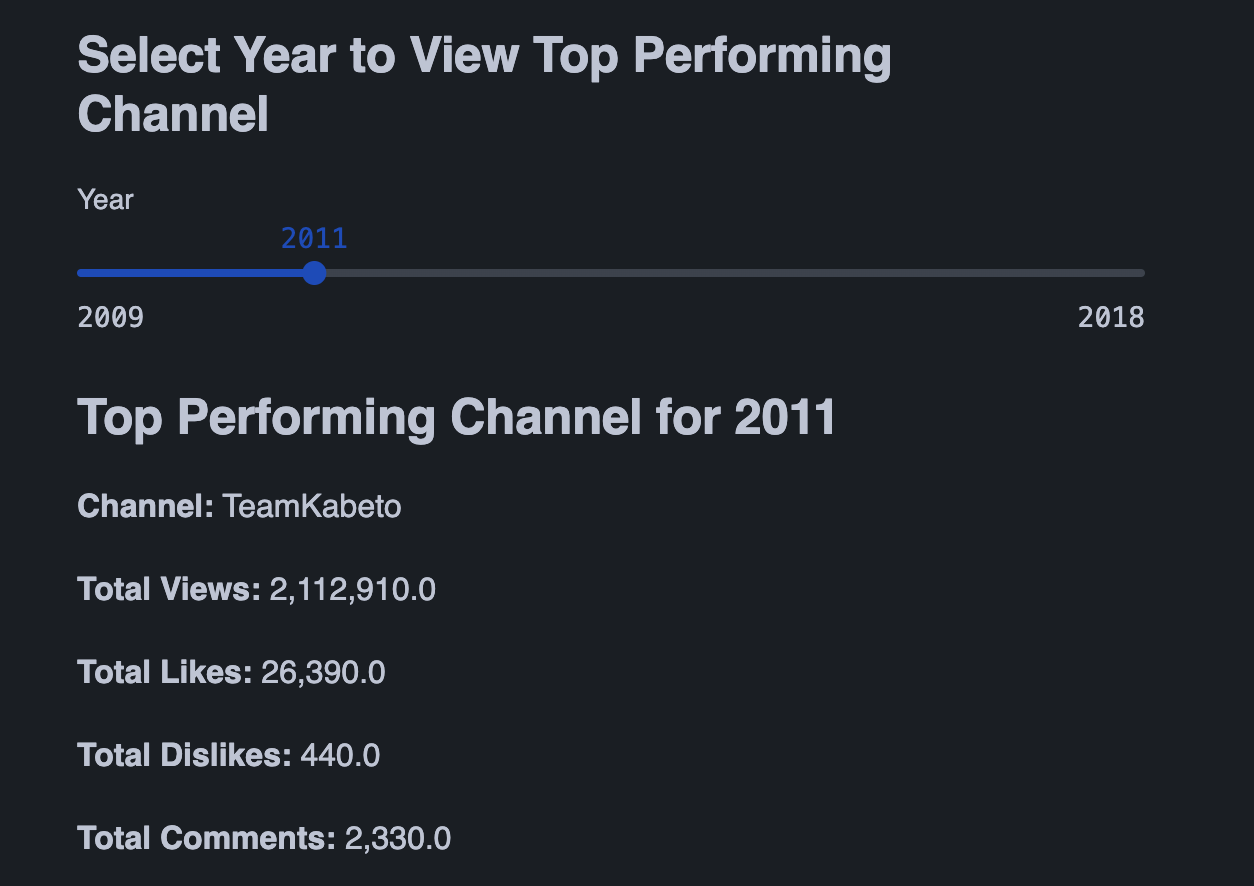 Select Year to View Top Performing
Channel
Year
2011
2009 2018
Top Performing Channel for 2011
Channel: TeamKabeto
Total Views: 2,112,910.0
Total Likes: 26,390.0
Total Dislikes: 440.0
Total Comments: 2,330.0